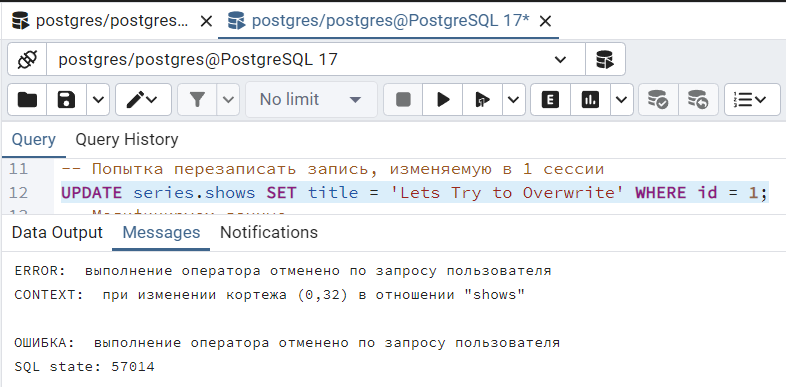 postgres/postgres... postgres/postgres@PostgreSQL 17*
postgres/postgres@PostgreSQL 17
No limit
Query Query History
11 -- Попытка перезаписать запись, изменяемую в 1 сессии
12 UPDATE series.shows SET title = 'Lets Try to Overwrite' WHERE id = 1;
Data Output Messages Notifications
ERROR: выполнение оператора отменено по запросу пользователя
CONTEXT: при изменении кортежа (0,32) в отношении "shows"
ОШИБКА: выполнение оператора отменено по запросу пользователя
SQL state: 57014